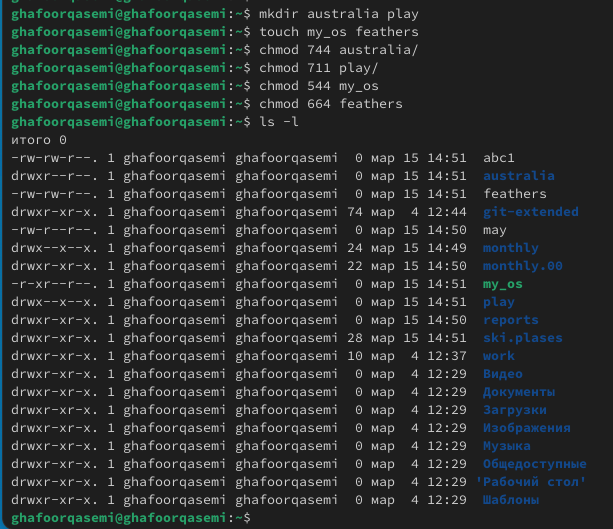 ghafoorqasemi@ghafoorqasemi:~$ mkdir australia play
ghafoorqasemi@ghafoorqasemi:~$ touch my_os feathers
ghafoorqasemi@ghafoorqasemi:~$ chmod 744 australia/
ghafoorqasemi@ghafoorqasemi:~$ chmod 711 play/
ghafoorqasemi@ghafoorqasemi:~$ chmod 544 my_os
ghafoorqasemi@ghafoorqasemi:~$ chmod 664 feathers
ghafoorqasemi@ghafoorqasemi:~$ ls -l
итого 0
-rw-rw-r--. 1 ghafoorqasemi ghafoorqasemi  0 мар 15 14:51  abc1
drwxr--r--. 1 ghafoorqasemi ghafoorqasemi  0 мар 15 14:51  australia
-rw-rw-r--. 1 ghafoorqasemi ghafoorqasemi  0 мар 15 14:51  feathers
drwxr-xr-x. 1 ghafoorqasemi ghafoorqasemi 74 мар  4 12:44  git-extended
-rw-r--r--. 1 ghafoorqasemi ghafoorqasemi  0 мар 15 14:50  may
drwx--x--x. 1 ghafoorqasemi ghafoorqasemi 24 мар 15 14:49  monthly
drwxr-xr-x. 1 ghafoorqasemi ghafoorqasemi 22 мар 15 14:50  monthly.00
-r-xr--r--. 1 ghafoorqasemi ghafoorqasemi  0 мар 15 14:51  my_os
drwx--x--x. 1 ghafoorqasemi ghafoorqasemi  0 мар 15 14:51  play
drwxr-xr-x. 1 ghafoorqasemi ghafoorqasemi  0 мар 15 14:50  reports
drwxr-xr-x. 1 ghafoorqasemi ghafoorqasemi 28 мар 15 14:51  ski.plases
drwxr-xr-x. 1 ghafoorqasemi ghafoorqasemi 10 мар  4 12:37  work
drwxr-xr-x. 1 ghafoorqasemi ghafoorqasemi  0 мар  4 12:29  Видео
drwxr-xr-x. 1 ghafoorqasemi ghafoorqasemi  0 мар  4 12:29  Документы
drwxr-xr-x. 1 ghafoorqasemi ghafoorqasemi  0 мар  4 12:29  Загрузки
drwxr-xr-x. 1 ghafoorqasemi ghafoorqasemi  0 мар  4 12:29  Изображения
drwxr-xr-x. 1 ghafoorqasemi ghafoorqasemi  0 мар  4 12:29  Музыка
drwxr-xr-x. 1 ghafoorqasemi ghafoorqasemi  0 мар  4 12:29  Общедоступные
drwxr-xr-x. 1 ghafoorqasemi ghafoorqasemi  0 мар  4 12:29 'Рабочий стол'
drwxr-xr-x. 1 ghafoorqasemi ghafoorqasemi  0 мар  4 12:29  Шаблоны
ghafoorqasemi@ghafoorqasemi:~$